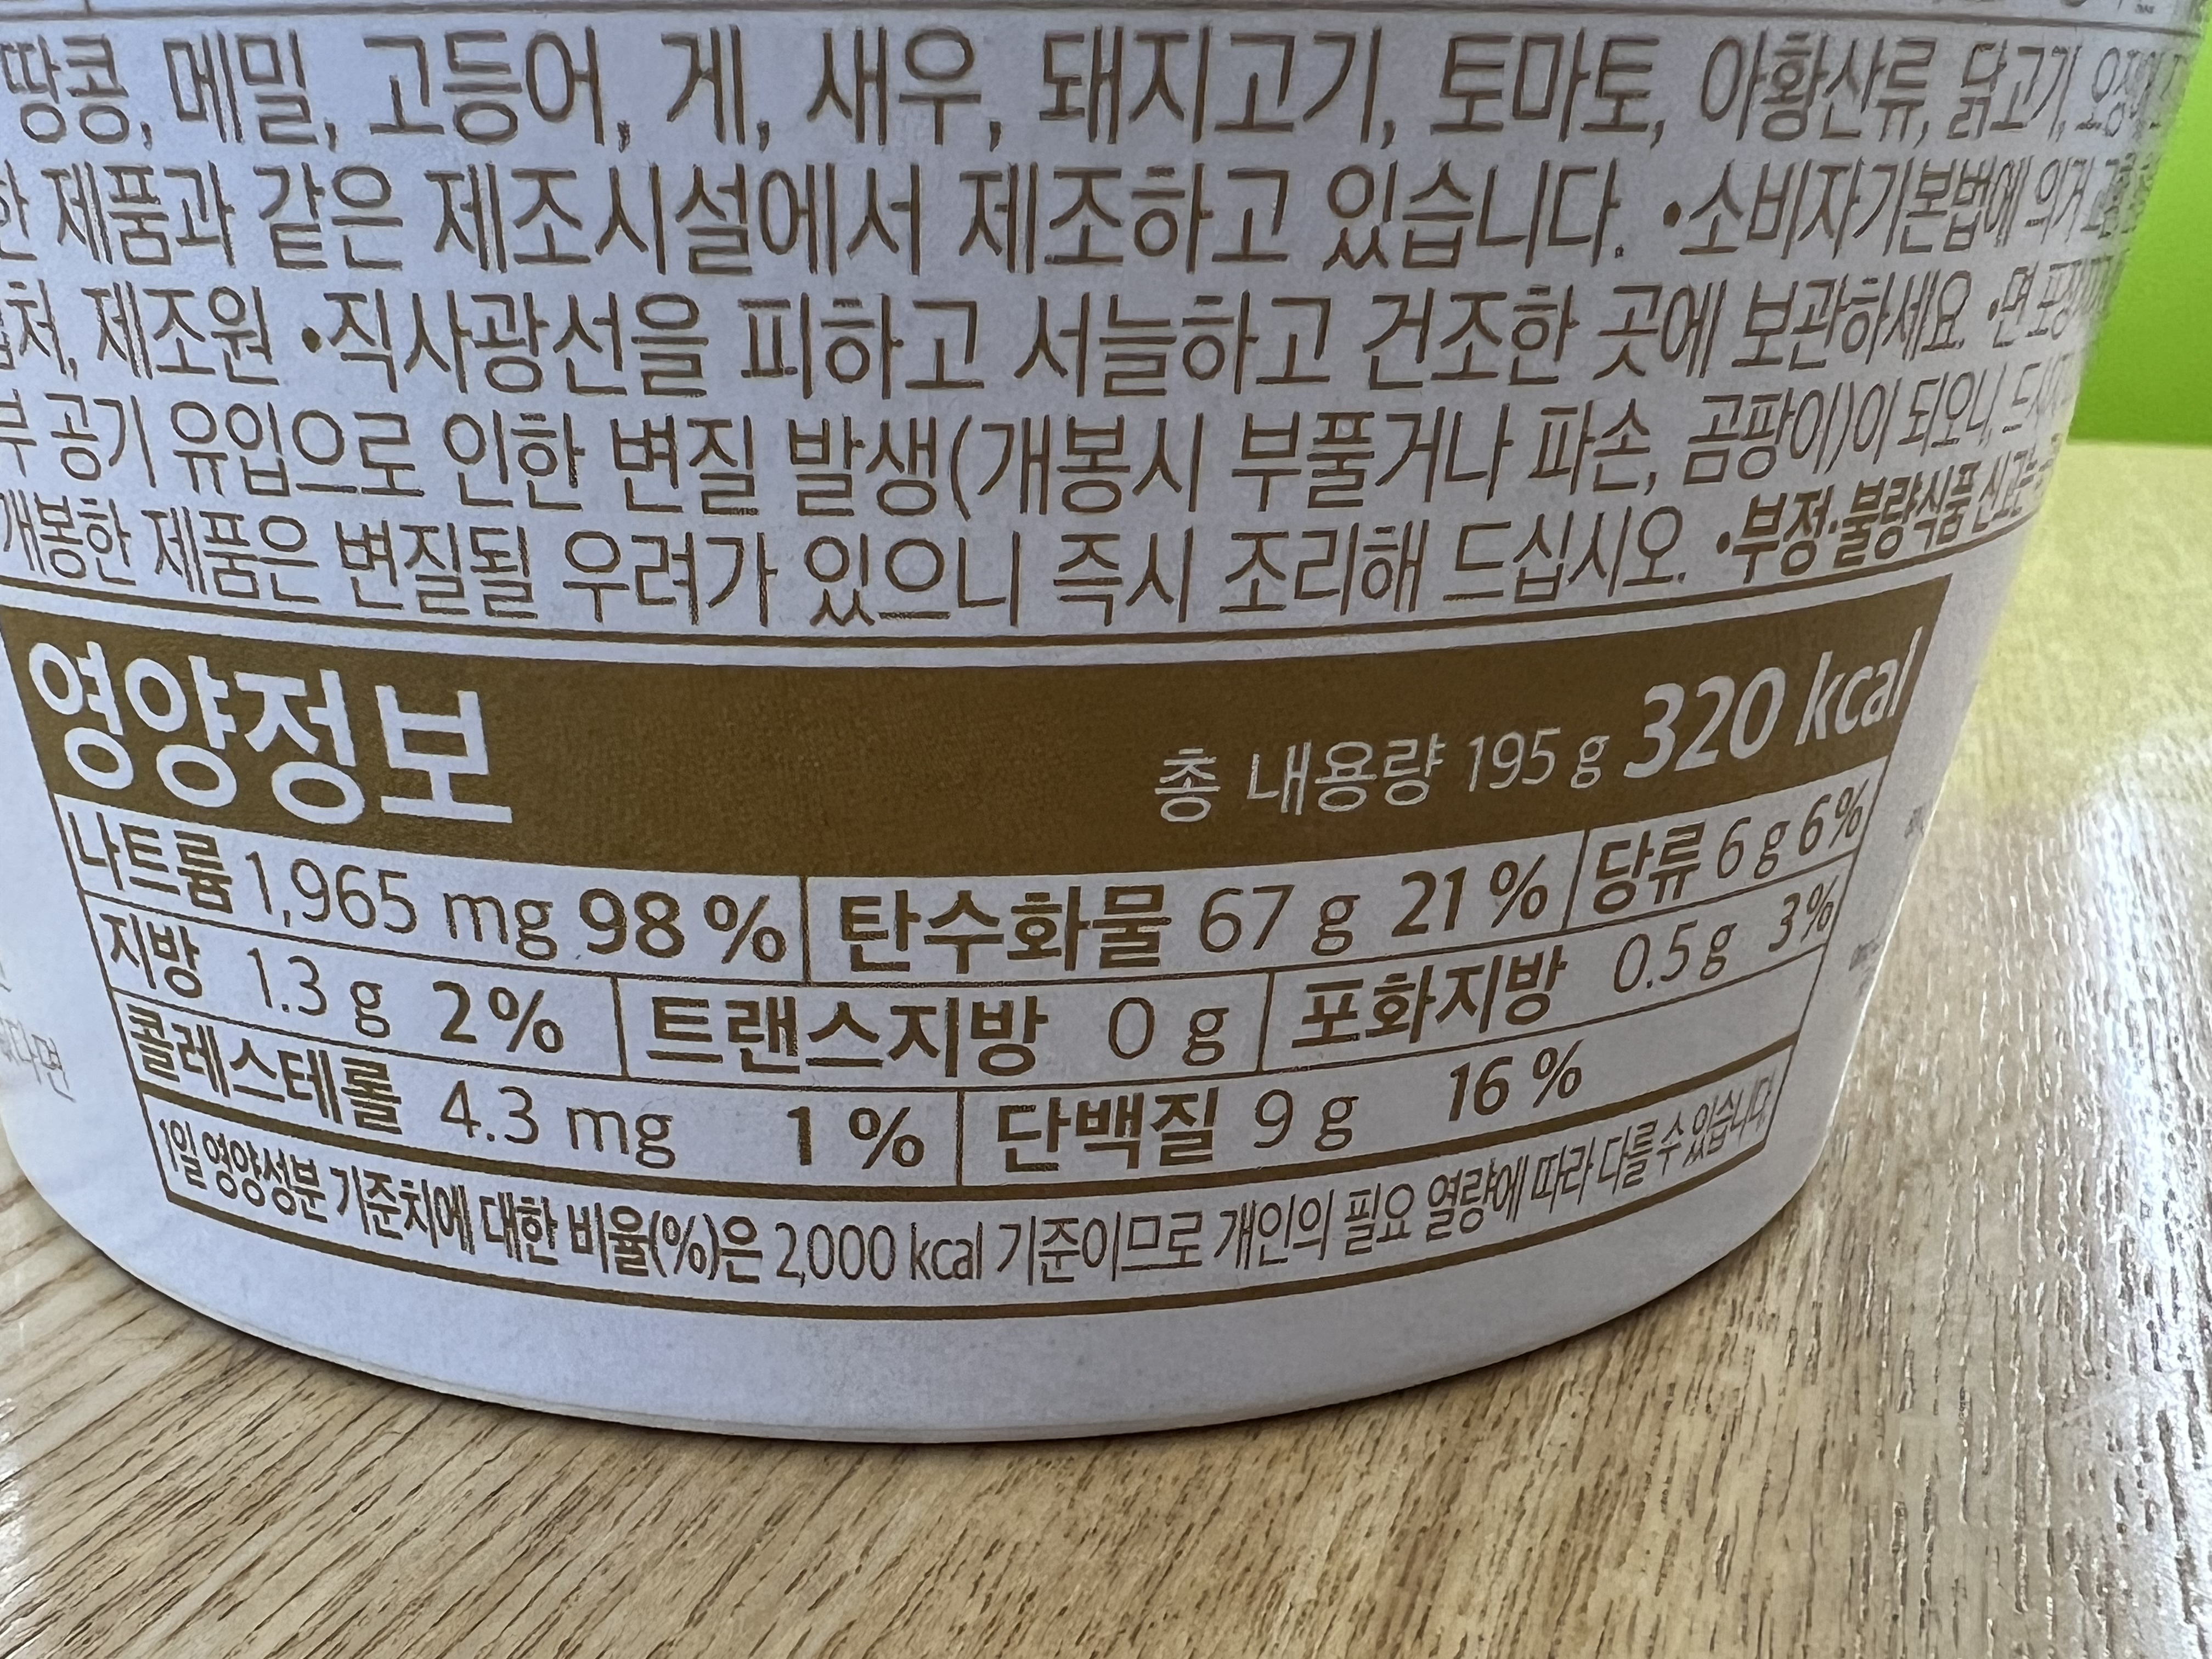 땅콩, 메밀, 고등어, 게, 새우, 돼지고기, 토마토, 아황산류, 닭고기,
한 제품과 같은 제조시설에서 제조하고 있습니다. •소비자기본법에 의거
제조원 •직사광선을 피하고 서늘하고 건조한 곳에 보관하세요. •면
공기 유입으로 인한 변질 발생(개봉시 부풀거나 파손, 곰팡이)이 되오니,
개봉한 제품은 변질될 우려가 있으니 즉시 조리해 드십시오. •부정·불량식품 신고는
영양정보 총 내용량 195 g 320 kcal
나트륨 1,965 mg 98 % 탄수화물 67 g 21 % 당류 6 g 6%
지방 1.3 g 2% 트랜스지방 0 g 포화지방 0.5 g 3%
콜레스테롤 4.3 mg 1 % 단백질 9 g 16 %
1일 영양성분 기준치에 대한 비율(%)은 2,000 kcal 기준이므로 개인의 필요 열량에 따라 다를 수 있습니다